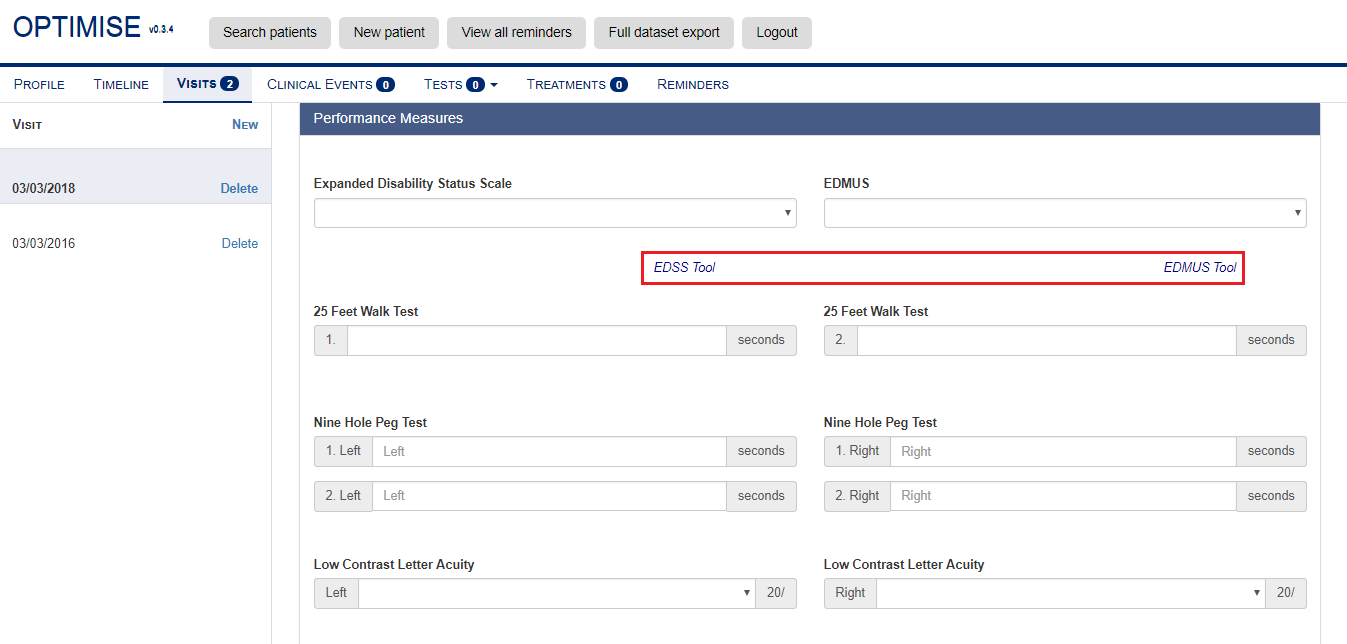 OPTIMISE v0.3.4 Search patients New patient View all reminders Full dataset export Logout
PROFILE TIMELINE VISITS 2 CLINICAL EVENTS 0 TESTS 0 TREATMENTS 0 REMINDERS
VISIT NEW
03/03/2018 Delete
03/03/2016 Delete
Performance Measures
Expanded Disability Status Scale EDMUS
EDSS Tool EDMUS Tool
25 Feet Walk Test 25 Feet Walk Test
1. seconds 2. seconds
Nine Hole Peg Test Nine Hole Peg Test
1. Left Left seconds 1. Right Right seconds
2. Left Left seconds 2. Right Right seconds
Low Contrast Letter Acuity Low Contrast Letter Acuity
Left 20/ Right 20/